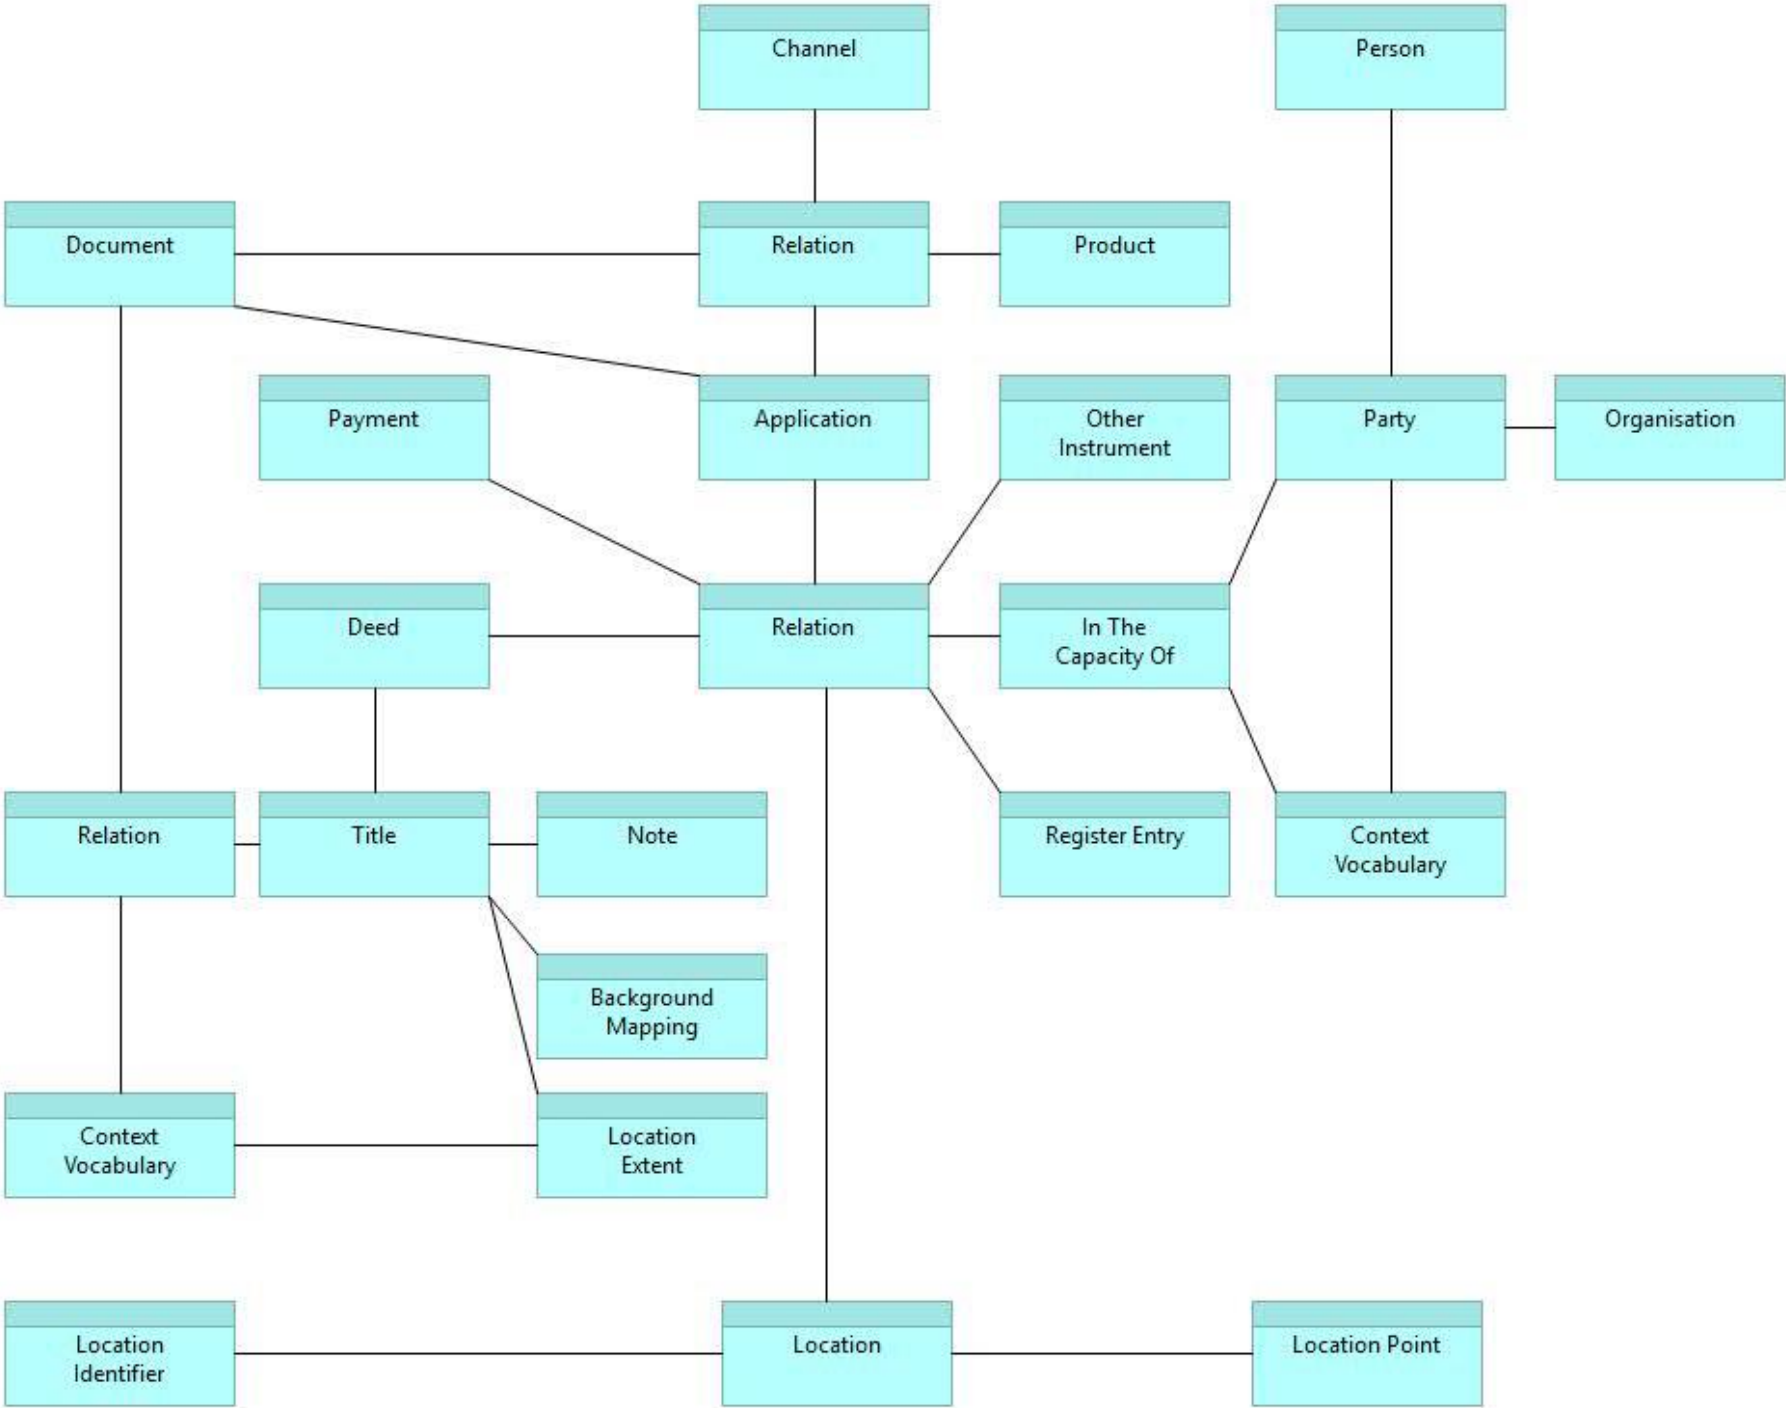 Channel
Person
Document
Relation
Product
Payment
Application
Other
Instrument
Party
Organisation
Deed
Relation
In The
Capacity Of
Relation
Title
Note
Register Entry
Context
Vocabulary
Background
Mapping
Context
Vocabulary
Location
Extent
Location
Identifier
Location
Location Point